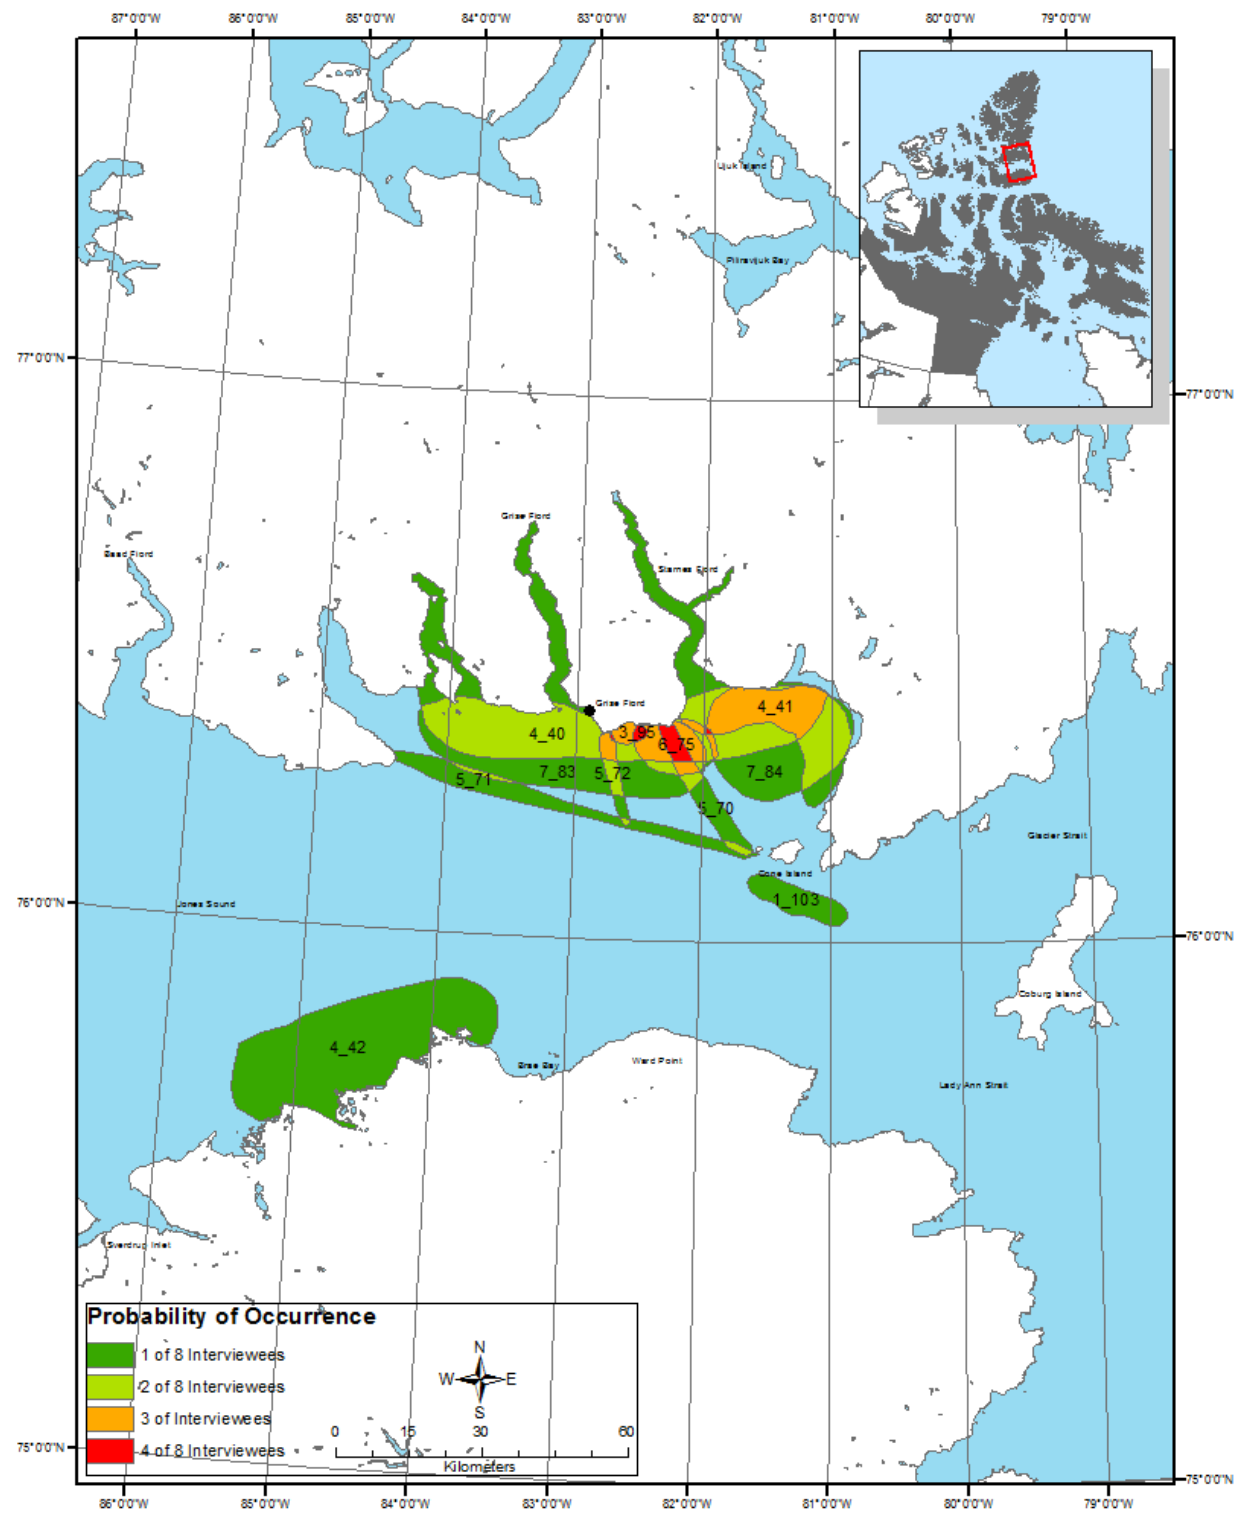 87°0'0"W 86°0'0"W 85°0'0"W 84°0'0"W 83°0'0"W 82°0'0"W 81°0'0"W 80°0'0"W 79°0'0"W
Ujuk Island
Piliravijuk Bay
77°0'0"N
77°0'0"N
Grise Fiord
Baad Fiord
Starnes Fjord
Grise Fiord
4_41
4_40
3_95
6_75
5_71
7_83
5_72
7_84
5_70
Glacier Strait
Cone Island
1_103
76°0'0"N
Jones Sound
76°0'0"N
Coburg Island
4_42
Brae Bay
Ward Point
Lady Ann Strait
Sverdrup Inlet
Probability of Occurrence
1 of 8 Interviewees
2 of 8 Interviewees
3 of Interviewees
4 of 8 Interviewees
N
W E
S
0 15 30 60
Kilometers
75°0'0"N
75°0'0"N
86°0'0"W 85°0'0"W 84°0'0"W 83°0'0"W 82°0'0"W 81°0'0"W 80°0'0"W 79°0'0"W